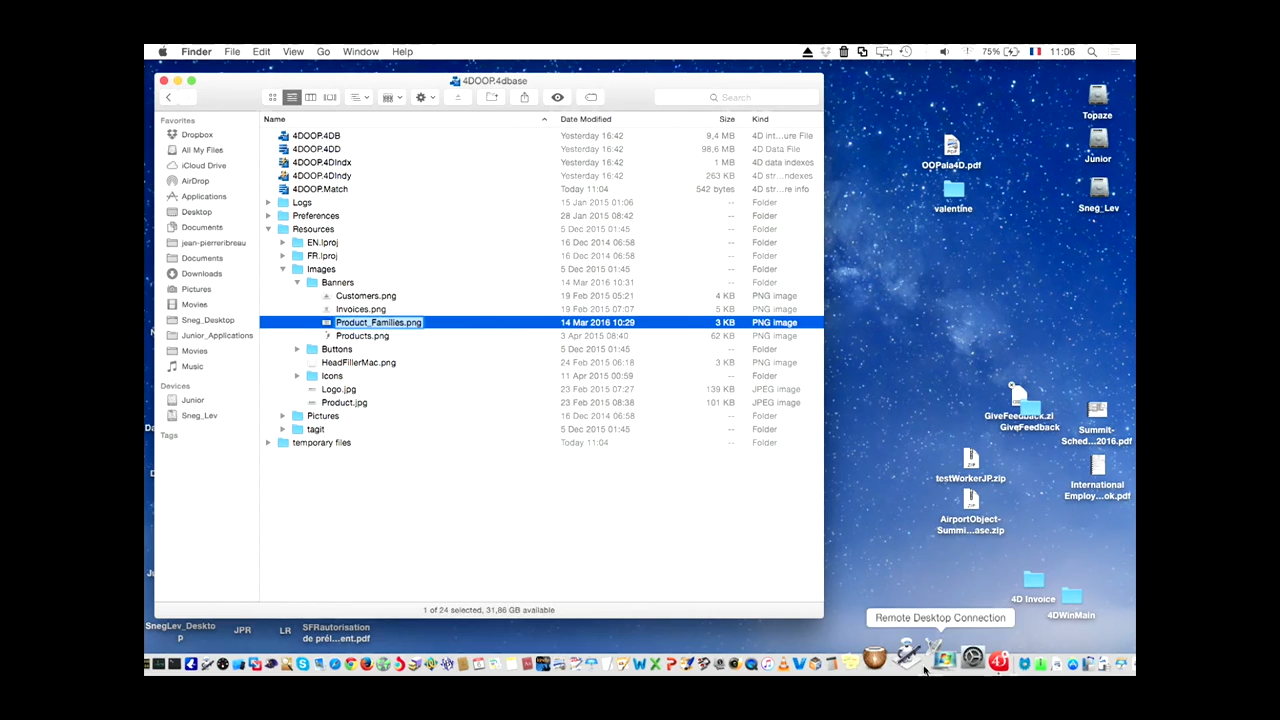 Finder File Edit View Go Window Help 75% 11:06
4DOOP.4dbase
Search
Favorites
Dropbox
All My Files
iCloud Drive
AirDrop
Applications
Desktop
Documents
jean-pierreribreau
Documents
Downloads
Pictures
Movies
Sneg_Desktop
Junior_Applications
Movies
Music
Devices
Junior
Sneg_Lev
Tags
Name Date Modified Size Kind
4DOOP.4DB Yesterday 16:42 9,4 MB 4D int...ure File
4DOOP.4DD Yesterday 16:42 98,6 MB 4D Data File
4DOOP.4DIndx Yesterday 16:42 1 MB 4D data indexes
4DOOP.4DIndy Yesterday 16:42 263 KB 4D str...ndexes
4DOOP.Match Today 11:04 542 bytes 4D st...re info
Logs 15 Jan 2015 01:06 -- Folder
Preferences 28 Jan 2015 08:42 -- Folder
Resources 5 Dec 2015 01:45 -- Folder
EN.lproj 16 Dec 2014 06:58 -- Folder
FR.lproj 16 Dec 2014 06:58 -- Folder
Images 5 Dec 2015 01:45 -- Folder
Banners 14 Mar 2016 10:31 -- Folder
Customers.png 19 Feb 2015 05:21 4 KB PNG image
Invoices.png 19 Feb 2015 07:07 5 KB PNG image
Product_Families.png 14 Mar 2016 10:29 3 KB PNG image
Products.png 3 Apr 2015 08:40 62 KB PNG image
Buttons 5 Dec 2015 01:45 -- Folder
HeadFillerMac.png 24 Feb 2015 06:18 3 KB PNG image
Icons 11 Apr 2015 00:59 -- Folder
Logo.jpg 23 Feb 2015 07:27 139 KB JPEG image
Product.jpg 23 Feb 2015 08:38 101 KB JPEG image
Pictures 16 Dec 2014 06:58 -- Folder
tagit 5 Dec 2015 01:45 -- Folder
temporary files Today 11:04 -- Folder
1 of 24 selected, 31,86 GB available
Topaze
Junior
Sneg_Lev
OOPala4D.pdf
valentine
GiveFeedback.zi
GiveFeedback
Summit-
Sched...2016.pdf
testWorkerJP.zip
International
Employ...ok.pdf
AirportObject-
Summi...ase.zip
4D Invoice
4DWinMain
Remote Desktop Connection
SnegLev_Deskto
p
JPR
LR
SFRautorisation
de prél...ent.pdf